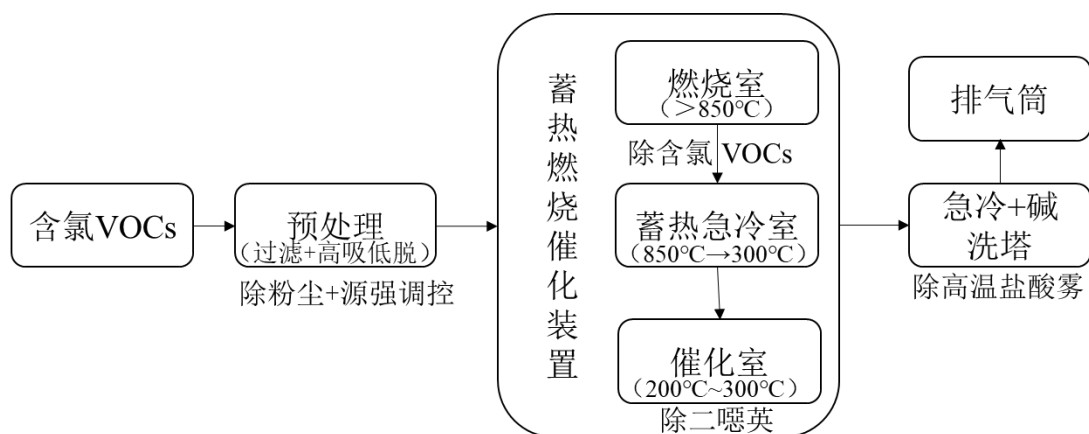 含氯VOCs
预处理
（过滤+高吸低脱）
除粉尘+源强调控
蓄热燃烧催化装置
燃烧室
（＞850℃）
除含氯 VOCs
蓄热急冷室
（850℃→300℃）
催化室
（200℃~300℃）
除二噁英
排气筒
急冷+碱
洗塔
除高温盐酸雾